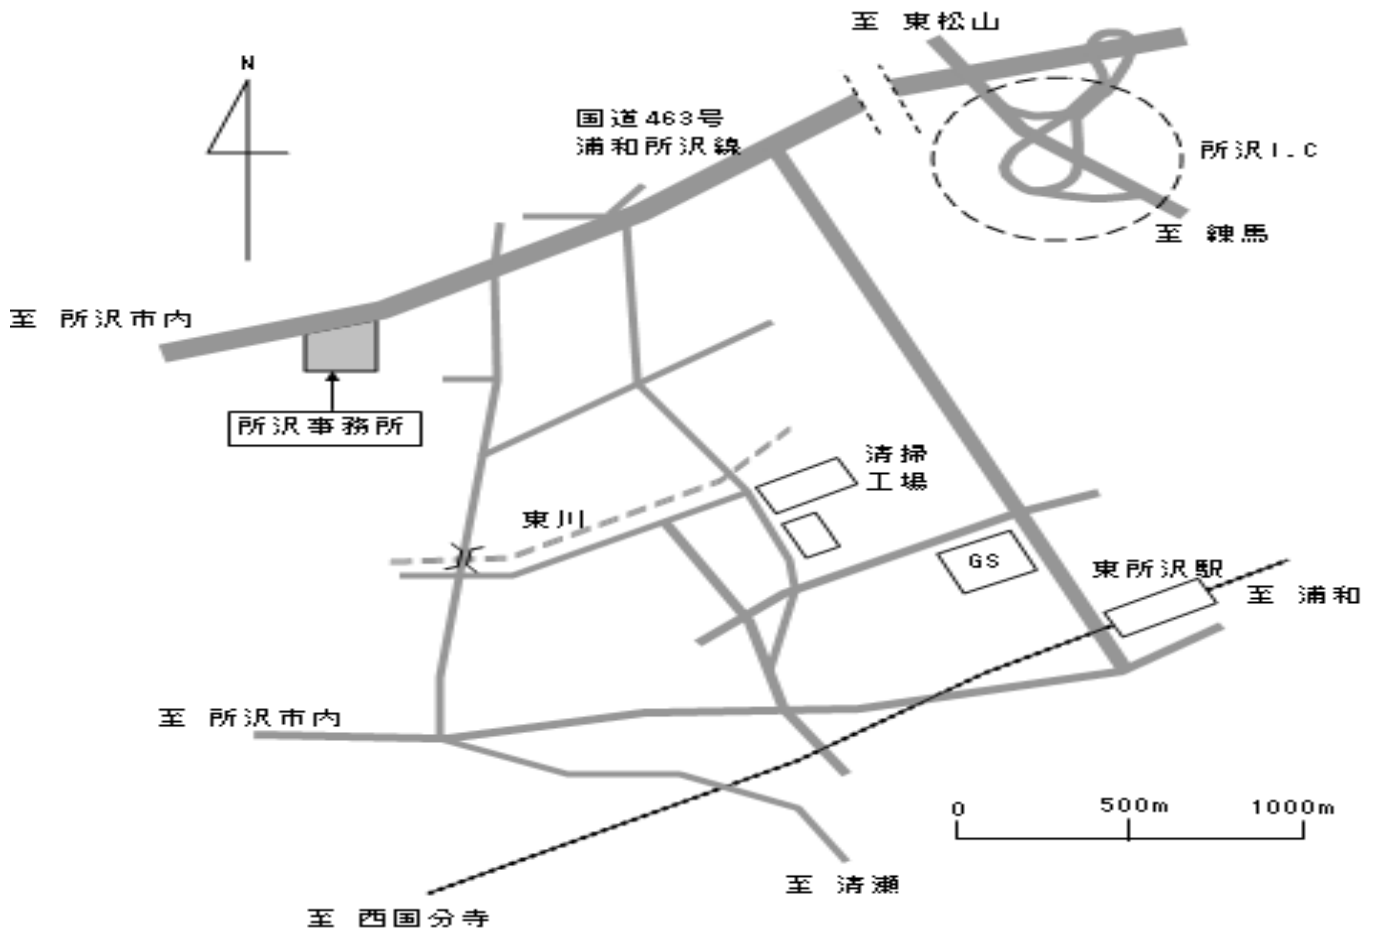 至 東松山
N
国道463号
浦和所沢線
所沢I.C
至 練馬
至 所沢市内
所沢事務所
清掃
工場
東川
GS
東所沢駅
至 浦和
至 所沢市内
0 500m 1000m
至 清瀬
至 西国分寺